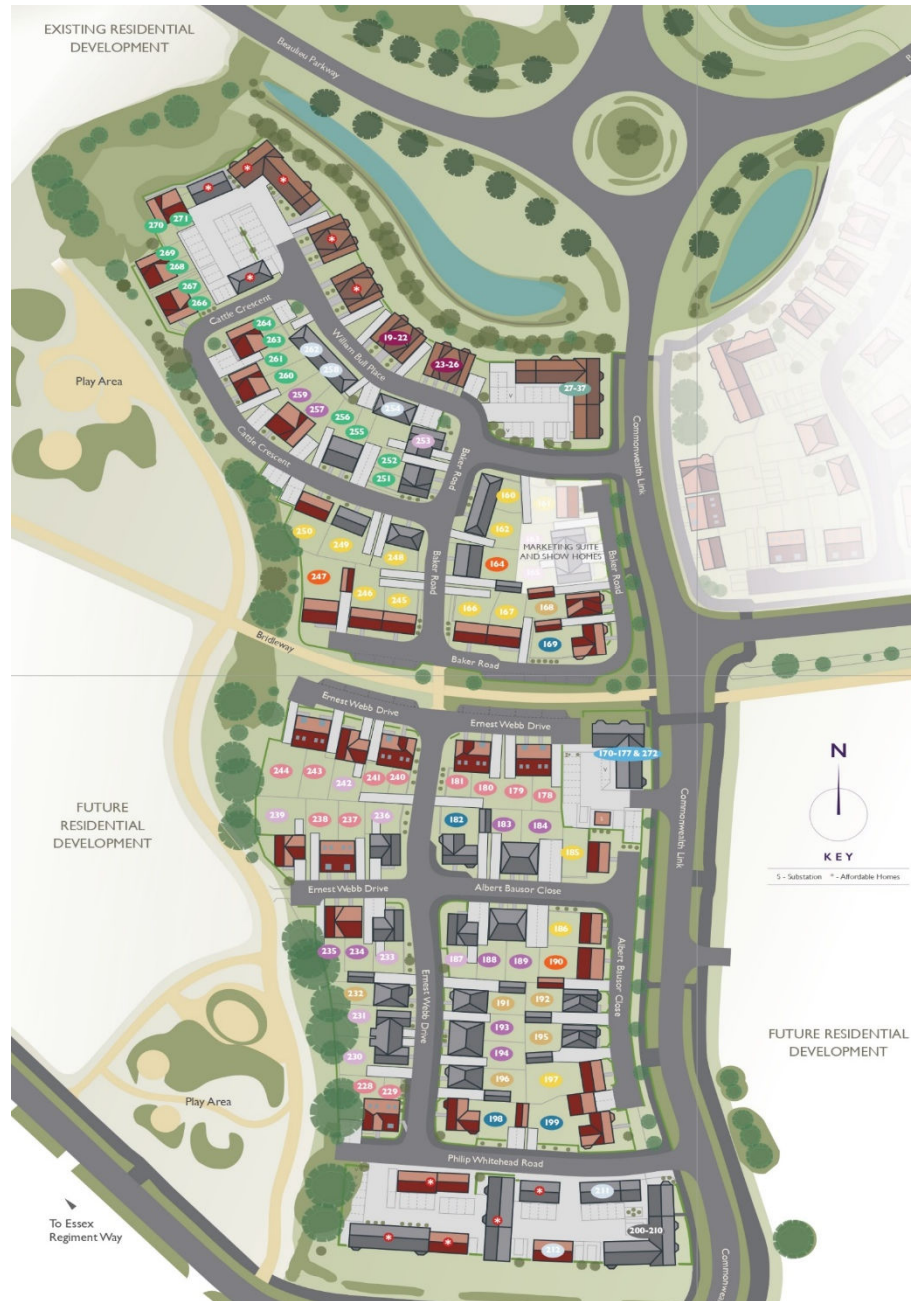 EXISTING RESIDENTIAL
DEVELOPMENT
Beaulieu Parkway
270
271
269
268
267
266
Cattle Crescent
264
263
262
261
260
258
259
257
256
255
254
253
252
251
William Bull Place
19-22
23-26
27-37
Play Area
Cattle Crescent
Baker Road
Commonwealth Link
160
162
164
MARKETING SUITE
AND SHOW HOMES
Baker Road
250
249
248
247
246
245
Baker Road
166
167
168
169
Baker Road
Bridleway
Ernest Webb Drive
Ernest Webb Drive
170-177 & 272
244
243
242
241
240
181
180
179
178
239
238
237
236
182
183
184
185
S
Commonwealth Link
N
KEY
S - Substation * - Affordable Homes
FUTURE
RESIDENTIAL
DEVELOPMENT
Ernest Webb Drive
Albert Bausor Close
235
234
233
187
188
189
186
190
Albert Bausor Close
Ernest Webb Drive
232
231
191
192
193
195
194
230
196
197
228
229
198
199
FUTURE RESIDENTIAL
DEVELOPMENT
Play Area
Philip Whitehead Road
211
200-210
212
To Essex
Regiment Way